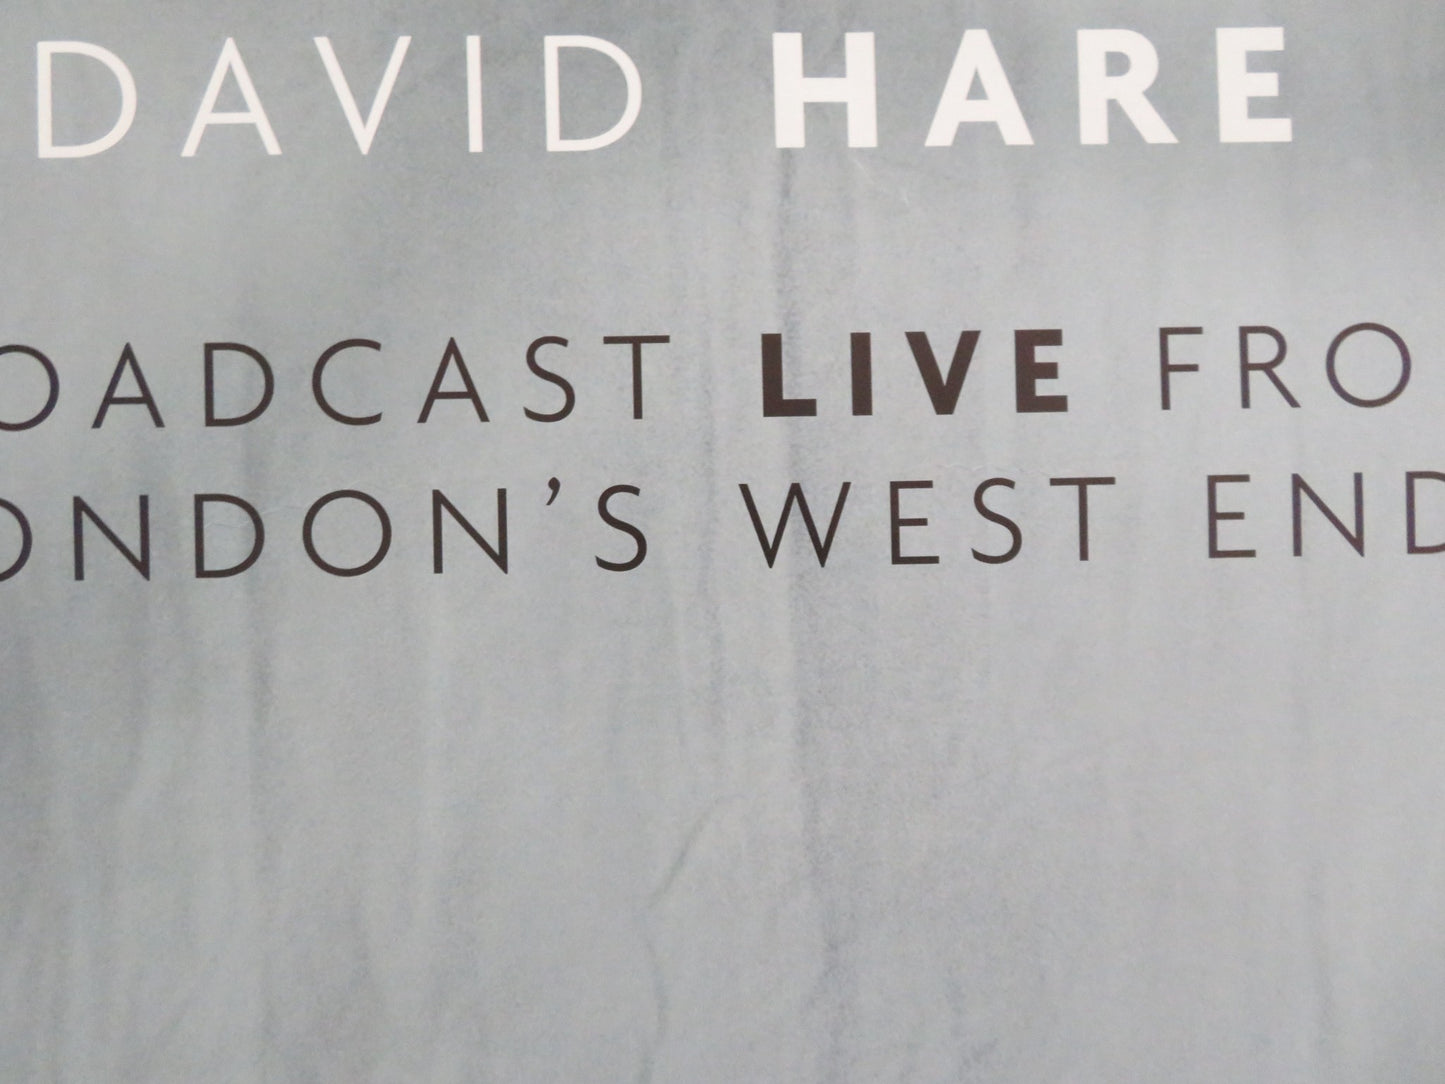 DAVID HARE
OADCAST LIVE FRO
ONDON'S WEST END